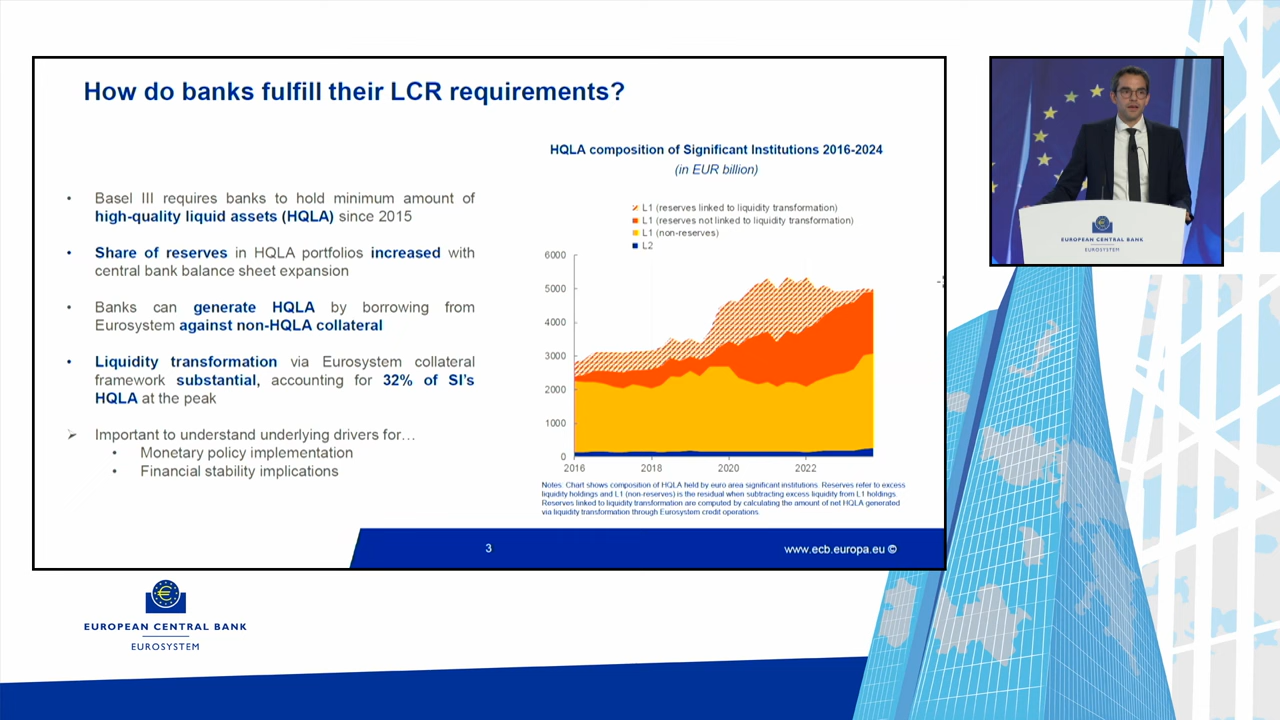 How do banks fulfill their LCR requirements?
• Basel III requires banks to hold minimum amount of
high-quality liquid assets (HQLA) since 2015
• Share of reserves in HQLA portfolios increased with
central bank balance sheet expansion
• Banks can generate HQLA by borrowing from
Eurosystem against non-HQLA collateral
• Liquidity transformation via Eurosystem collateral
framework substantial, accounting for 32% of SI's
HQLA at the peak
➢ Important to understand underlying drivers for…
• Monetary policy implementation
• Financial stability implications
HQLA composition of Significant Institutions 2016-2024
(in EUR billion)
L1 (reserves linked to liquidity transformation)
L1 (reserves not linked to liquidity transformation)
L1 (non-reserves)
L2
6000
5000
4000
3000
2000
1000
0
2016 2018 2020 2022
Notes: Chart shows composition of HQLA held by euro area significant institutions. Reserves refer to excess
liquidity holdings and L1 (non-reserves) is the residual when subtracting excess liquidity from L1 holdings.
Reserves linked to liquidity transformation are computed by calculating the amount of net HQLA generated
via liquidity transformation through Eurosystem credit operations.
3
www.ecb.europa.eu ©
EUROPEAN CENTRAL BANK
EUROSYSTEM
EUROPEAN CENTRAL BANK
EUROSYSTEM